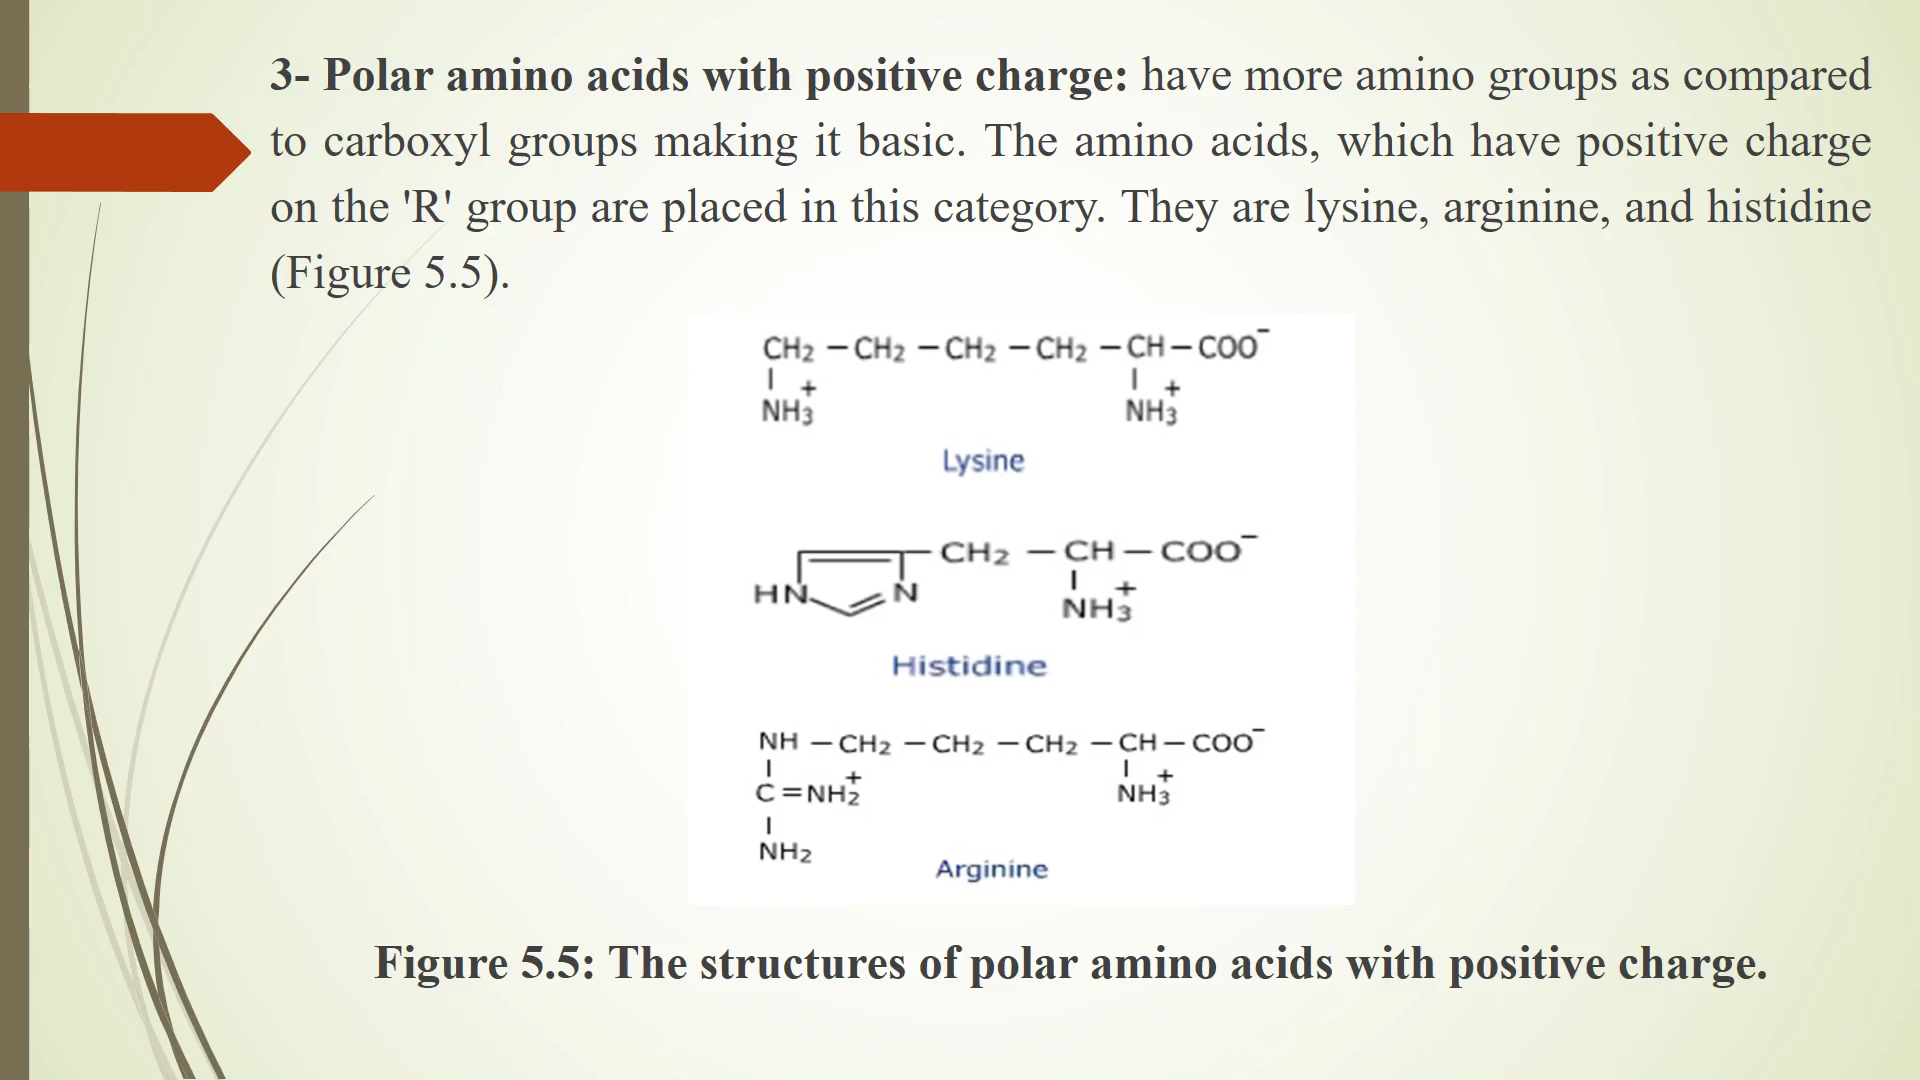 3- Polar amino acids with positive charge: have more amino groups as compared
to carboxyl groups making it basic. The amino acids, which have positive charge
on the 'R' group are placed in this category. They are lysine, arginine, and histidine
(Figure 5.5).
CH₂ – CH₂ – CH₂ – CH₂ – CH – COO⁻
NH₃⁺ NH₃⁺
Lysine
CH₂ – CH – COO⁻
HN N NH₃⁺
Histidine
NH – CH₂ – CH₂ – CH₂ – CH – COO⁻
C = NH₂⁺ NH₃⁺
NH₂
Arginine
Figure 5.5: The structures of polar amino acids with positive charge.